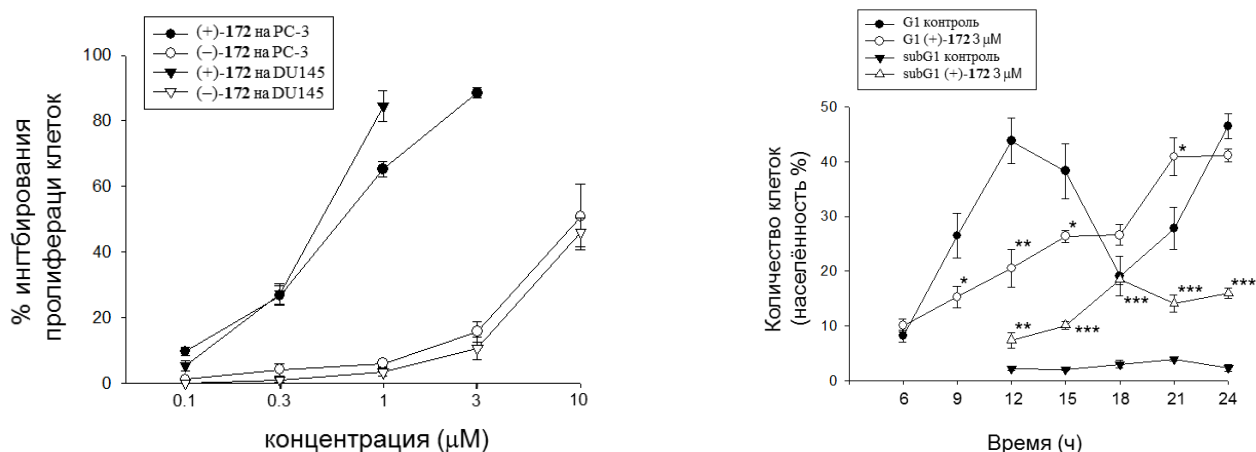 (+)-172 на PC-3
(−)-172 на PC-3
(+)-172 на DU145
(−)-172 на DU145
100
80
60
40
20
0
% ингтбирования
пролифераци клеток
0.1
0.3
1
3
10
концентрация (μM)
G1 контроль
G1 (+)-172 3 μM
subG1 контроль
subG1 (+)-172 3 μM
50
40
30
20
10
0
Количество клеток
(населённость %)
*
**
*
*
**
***
***
***
***
6
9
12
15
18
21
24
Время (ч)